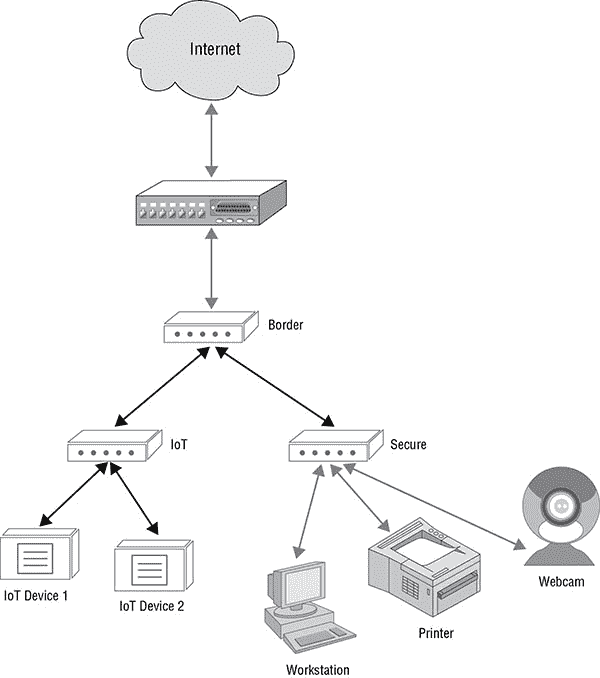 Internet
Border
IoT
Secure
IoT Device 1
IoT Device 2
Webcam
Printer
Workstation